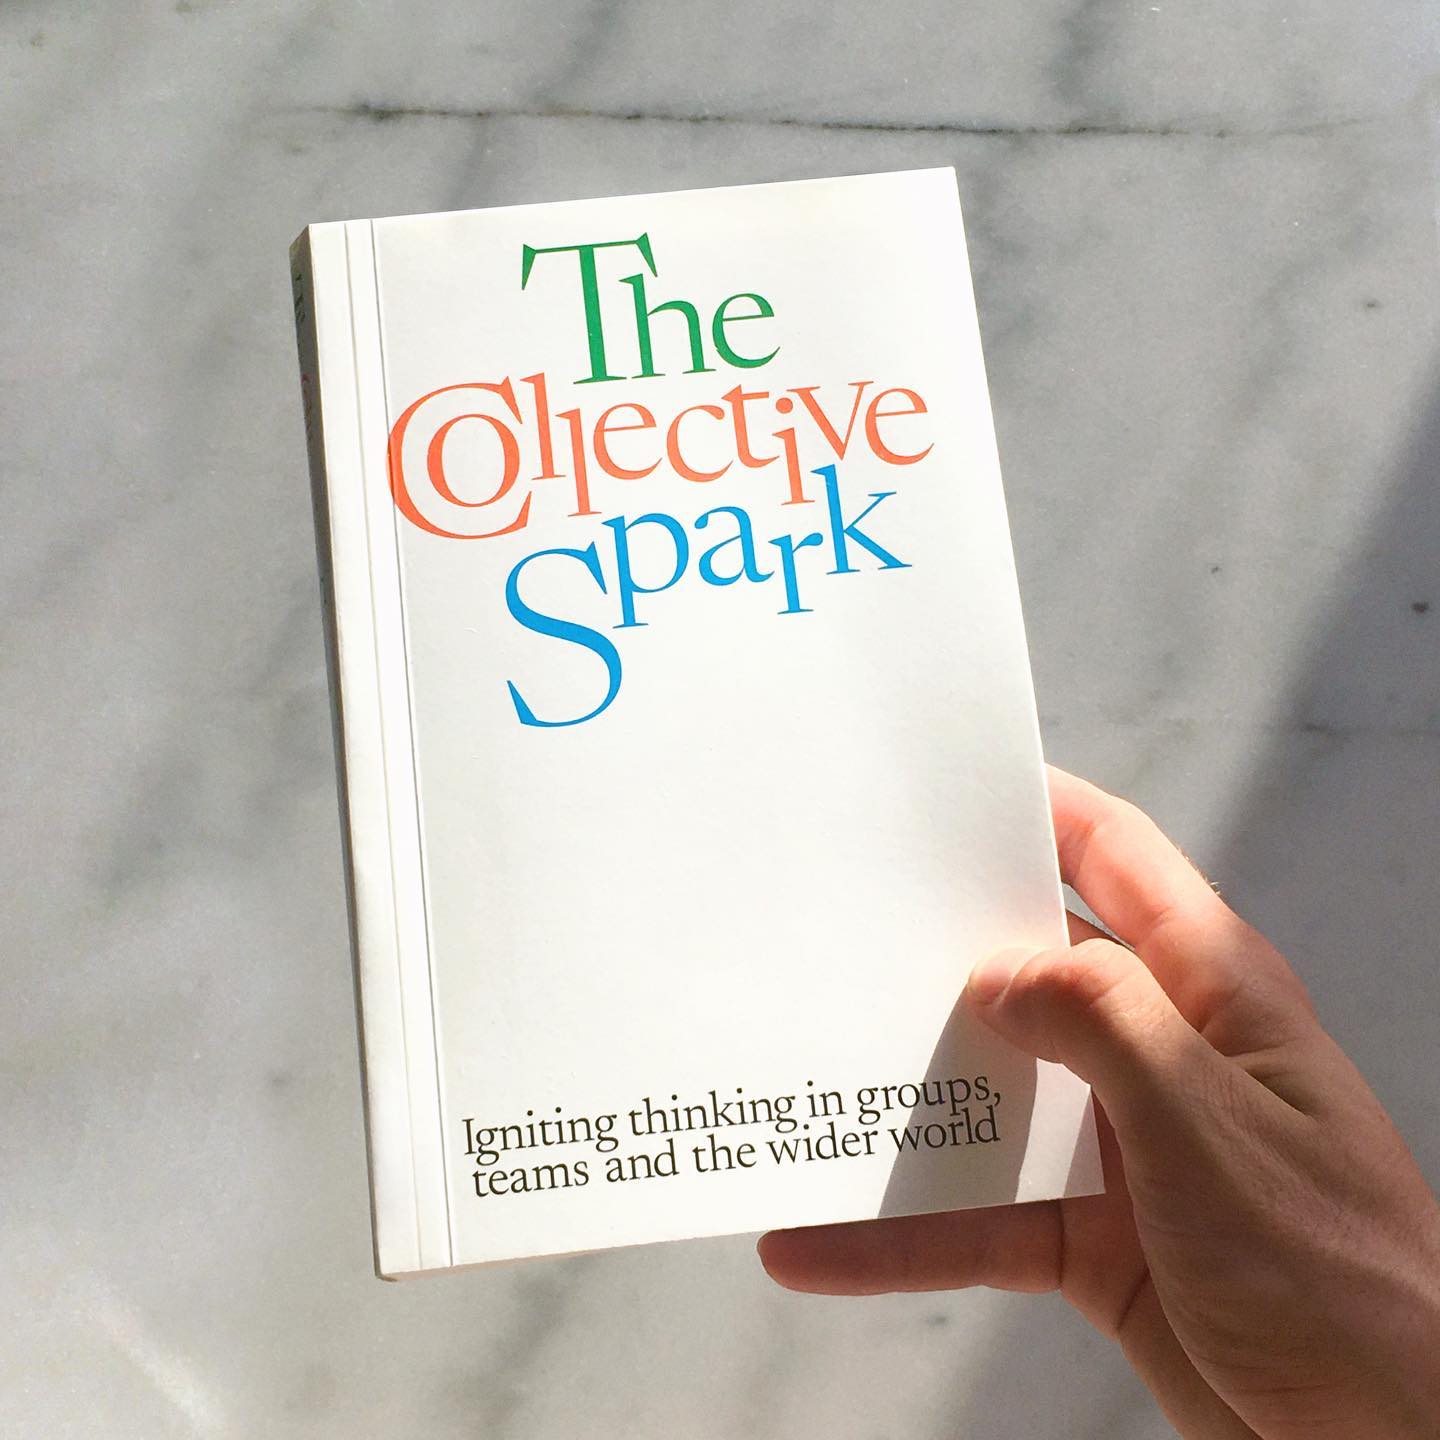 The
Collective
Spark
Igniting thinking in groups,
teams and the wider world